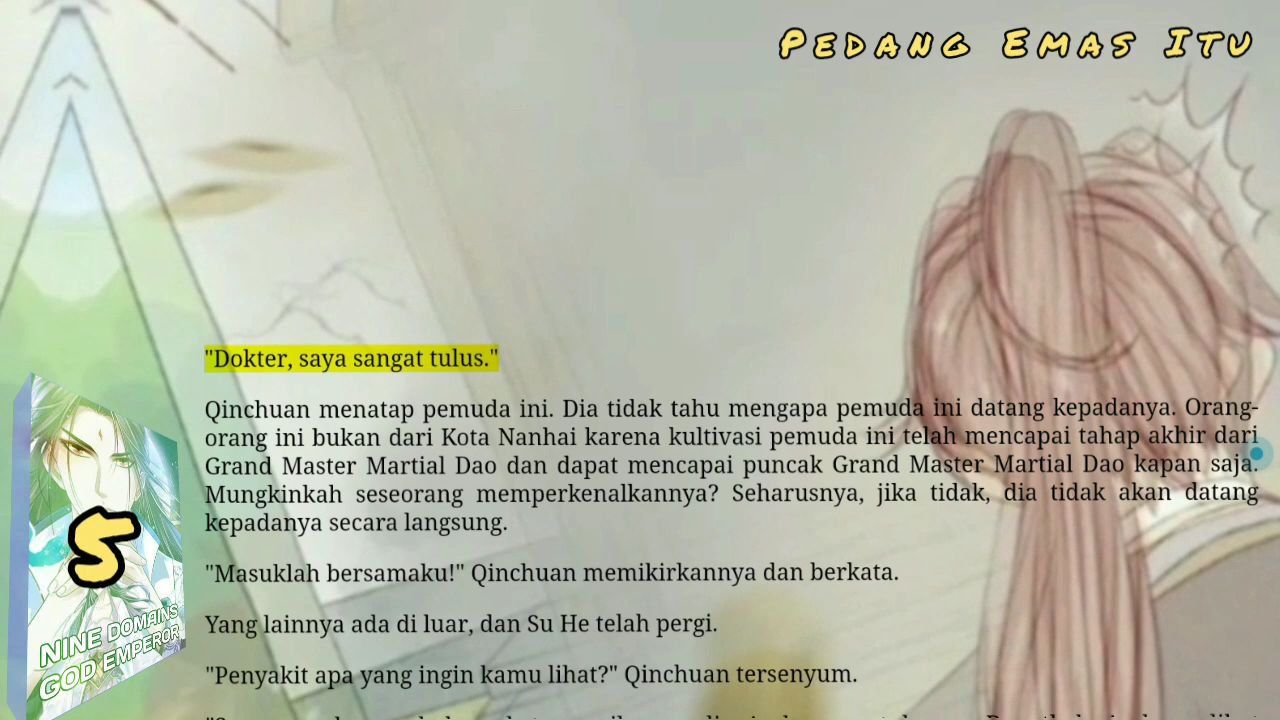 Pedang Emas Itu
"Dokter, saya sangat tulus."
Qinchuan menatap pemuda ini. Dia tidak tahu mengapa pemuda ini datang kepadanya. Orang-
orang ini bukan dari Kota Nanhai karena kultivasi pemuda ini telah mencapai tahap akhir dari
Grand Master Martial Dao dan dapat mencapai puncak Grand Master Martial Dao kapan saja.
Mungkinkah seseorang memperkenalkannya? Seharusnya, jika tidak, dia tidak akan datang
kepadanya secara langsung.
"Masuklah bersamaku!" Qinchuan memikirkannya dan berkata.
Yang lainnya ada di luar, dan Su He telah pergi.
"Penyakit apa yang ingin kamu lihat?" Qinchuan tersenyum.
5
NINE DOMAINS
GOD EMPEROR